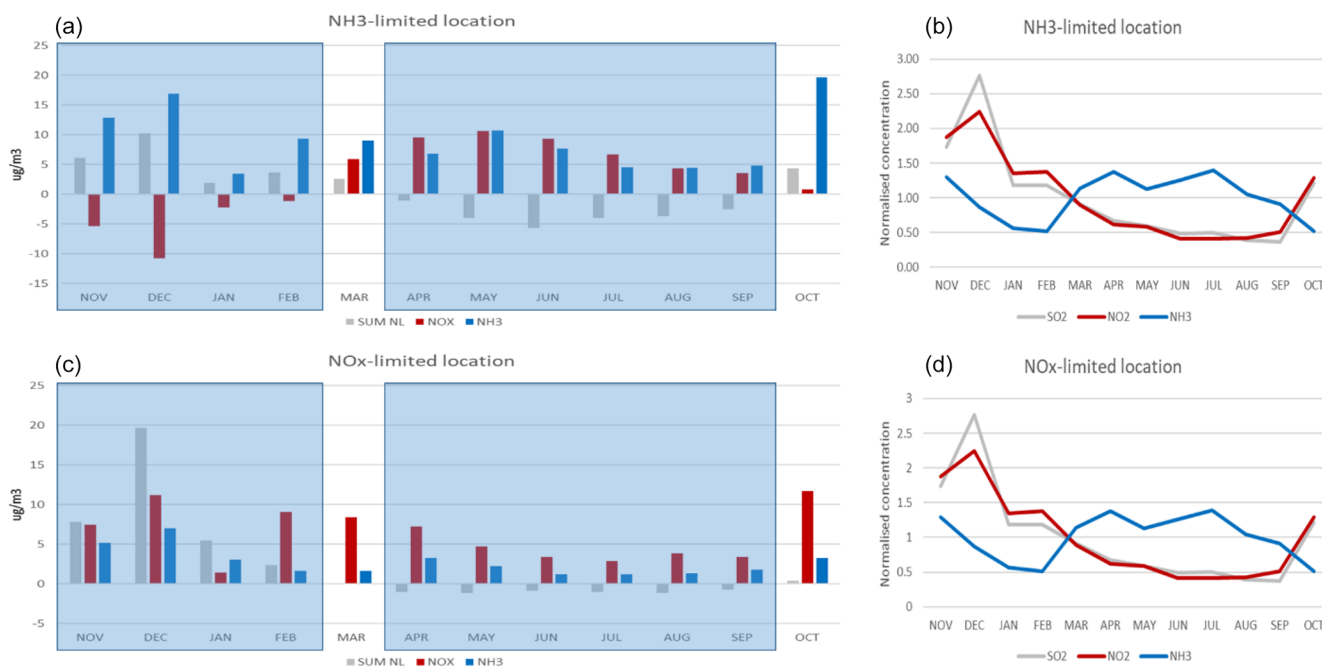 (a)
NH3-limited location
25
20
15
10
5
0
-5
-10
-15
ug/m3
NOV DEC JAN FEB MAR APR MAY JUN JUL AUG SEP OCT
SUM NL NOX NH3
(b)
NH3-limited location
3.00
2.50
2.00
1.50
1.00
0.50
0.00
Normalised concentration
NOV DEC JAN FEB MAR APR MAY JUN JUL AUG SEP OCT
SO2 NO2 NH3
(c)
NOx-limited location
25
20
15
10
5
0
-5
ug/m3
NOV DEC JAN FEB MAR APR MAY JUN JUL AUG SEP OCT
SUM NL NOX NH3
(d)
NOx-limited location
3
2.5
2
1.5
1
0.5
0
Normalised concentration
NOV DEC JAN FEB MAR APR MAY JUN JUL AUG SEP OCT
SO2 NO2 NH3